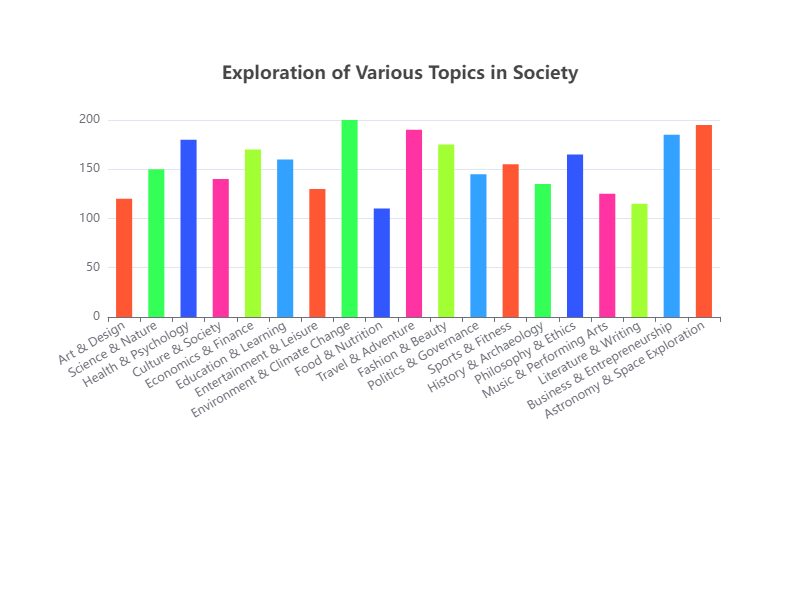 Exploration of Various Topics in Society
200
150
100
50
0
Art & Design
Science & Nature
Health & Psychology
Culture & Society
Economics & Finance
Education & Learning
Entertainment & Leisure
Environment & Climate Change
Food & Nutrition
Travel & Adventure
Fashion & Beauty
Politics & Governance
Sports & Fitness
History & Archaeology
Philosophy & Ethics
Music & Performing Arts
Literature & Writing
Business & Entrepreneurship
Astronomy & Space Exploration